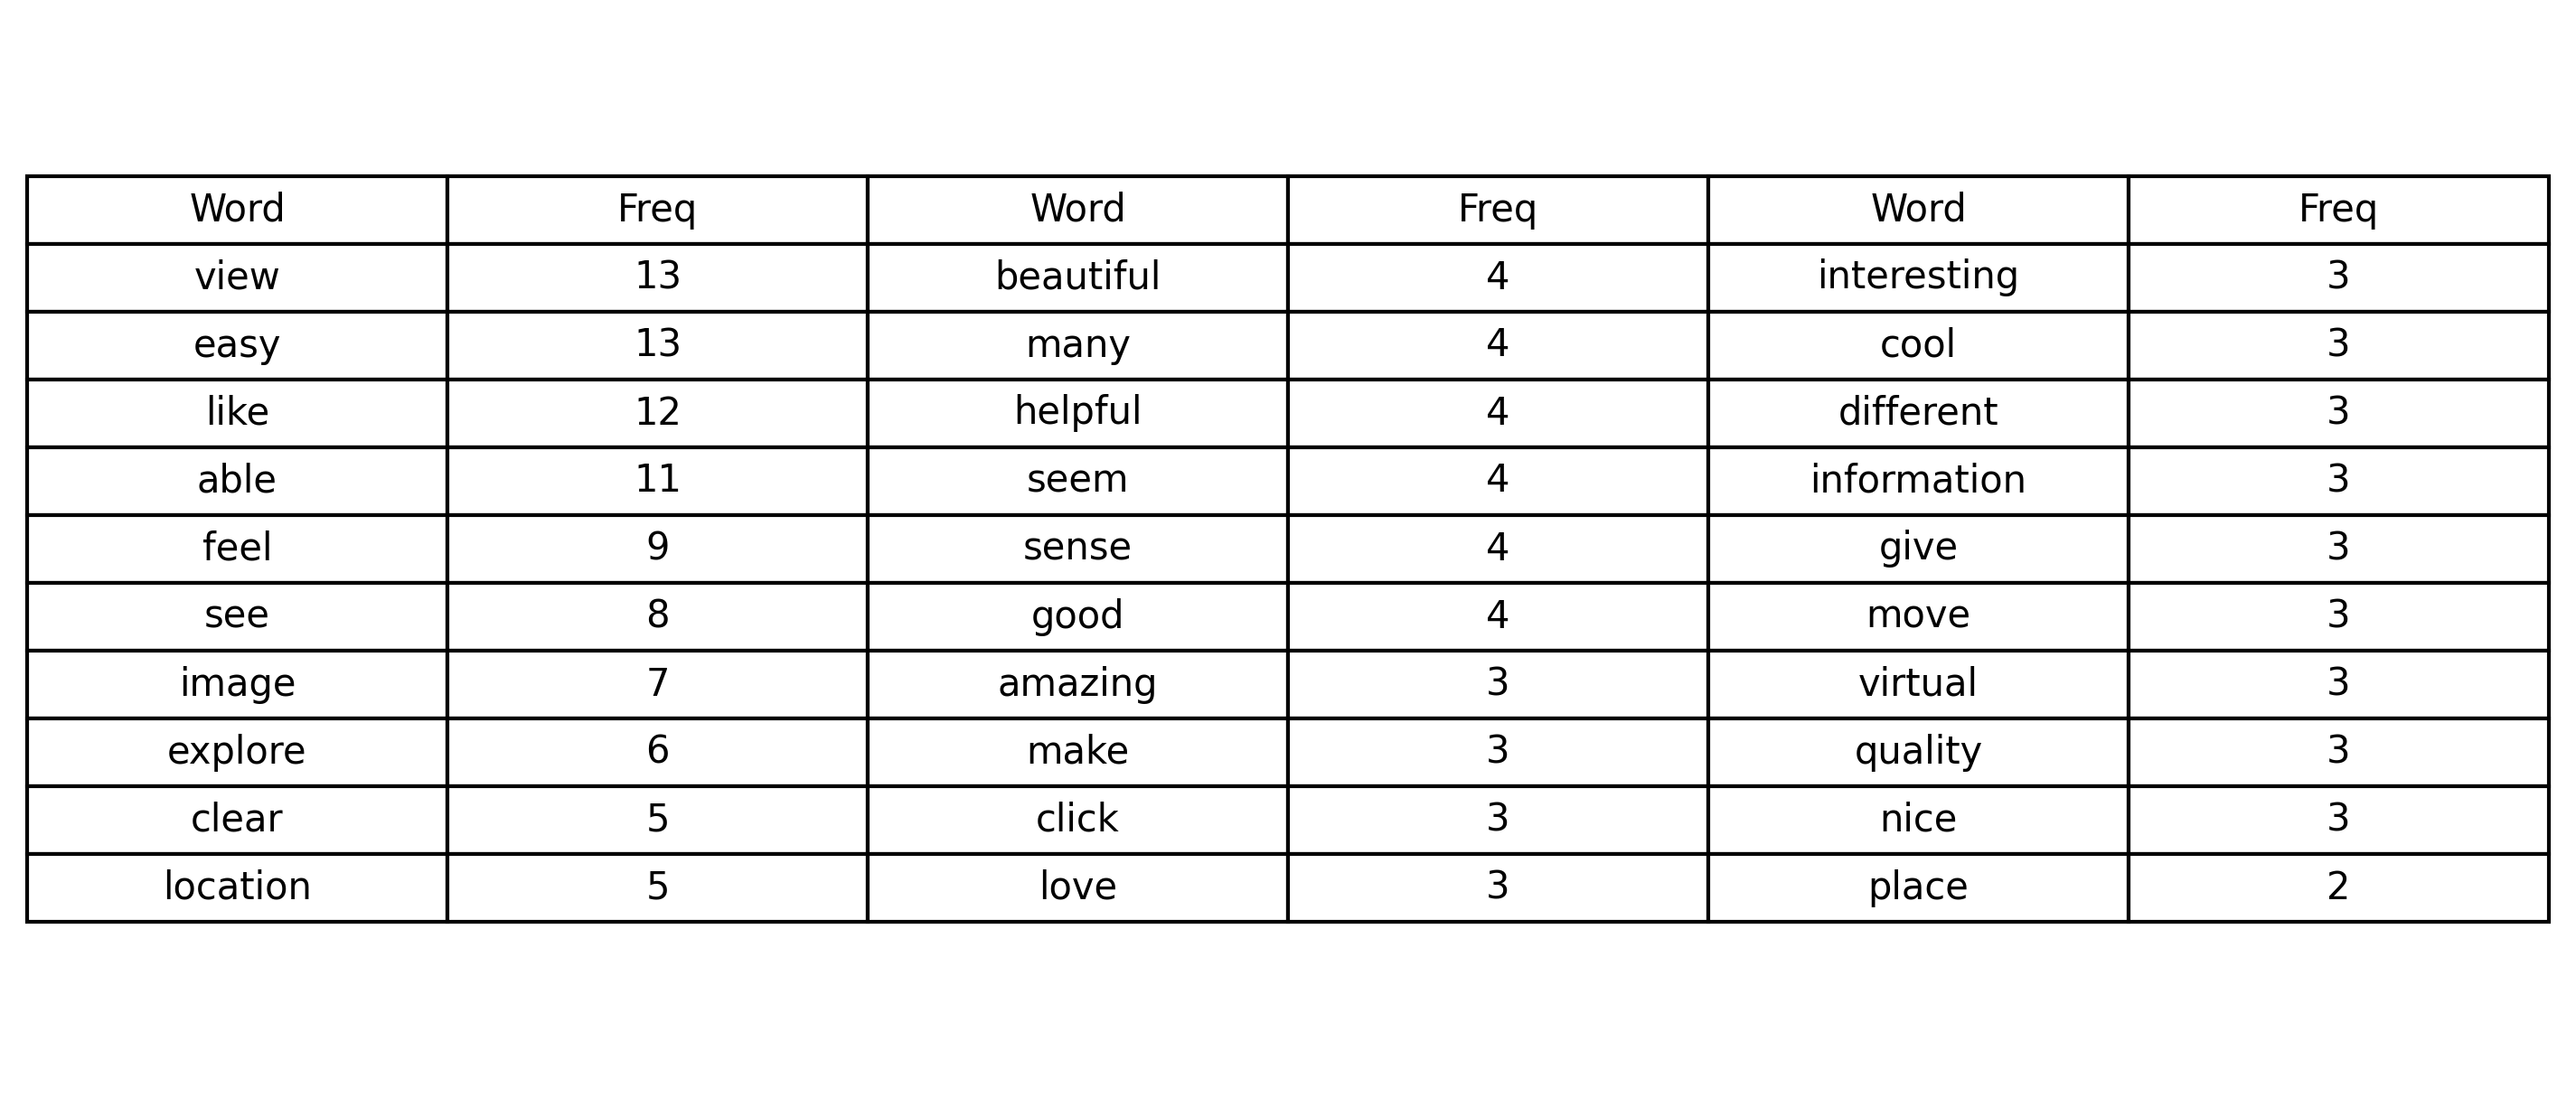 Word Freq Word Freq Word Freq
view 13 beautiful 4 interesting 3
easy 13 many 4 cool 3
like 12 helpful 4 different 3
able 11 seem 4 information 3
feel 9 sense 4 give 3
see 8 good 4 move 3
image 7 amazing 3 virtual 3
explore 6 make 3 quality 3
clear 5 click 3 nice 3
location 5 love 3 place 2